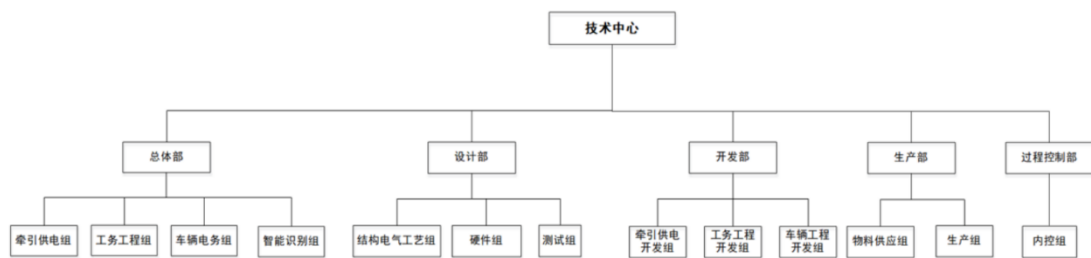 技术中心
总体部
设计部
开发部
生产部
过程控制部
牵引供电组
工务工程组
车辆电务组
智能识别组
结构电气工艺组
硬件组
测试组
牵引供电
开发组
工务工程
开发组
车辆工程
开发组
物料供应组
生产组
内控组